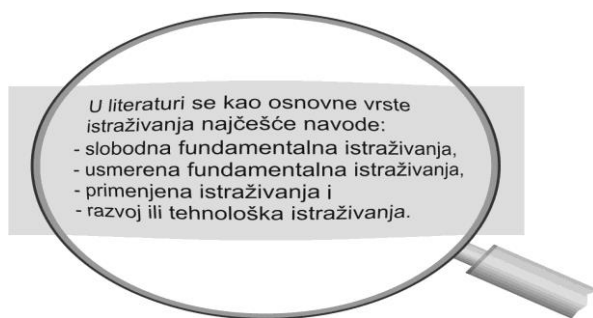 U literaturi se kao osnovne vrste
istraživanja najčešće navode:
- slobodna fundamentalna istraživanja,
- usmerena fundamentalna istraživanja,
- primenjena istraživanja i
- razvoj ili tehnološka istraživanja.